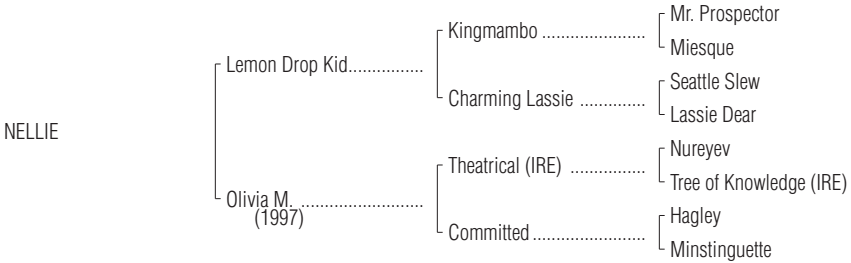 Mr. Prospector
Kingmambo ......................
Miesque
Lemon Drop Kid................
Seattle Slew
Charming Lassie ..............
Lassie Dear
NELLIE
Nureyev
Theatrical (IRE) ................
Tree of Knowledge (IRE)
Olivia M. ..........................
(1997)
Hagley
Committed........................
Minstinguette